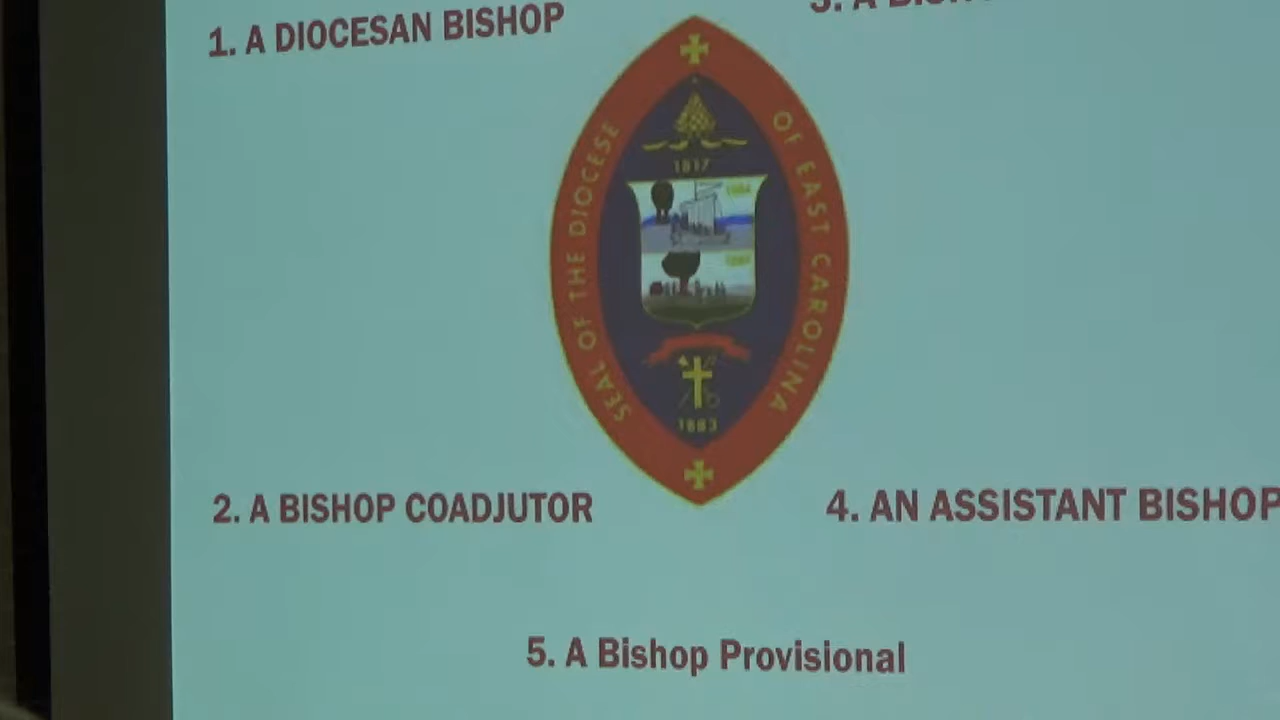 1. A DIOCESAN BISHOP
3. A
SEAL OF THE DIOCESE
OF EAST CAROLINA
1817
1883
2. A BISHOP COADJUTOR
4. AN ASSISTANT BISHOP
5. A Bishop Provisional